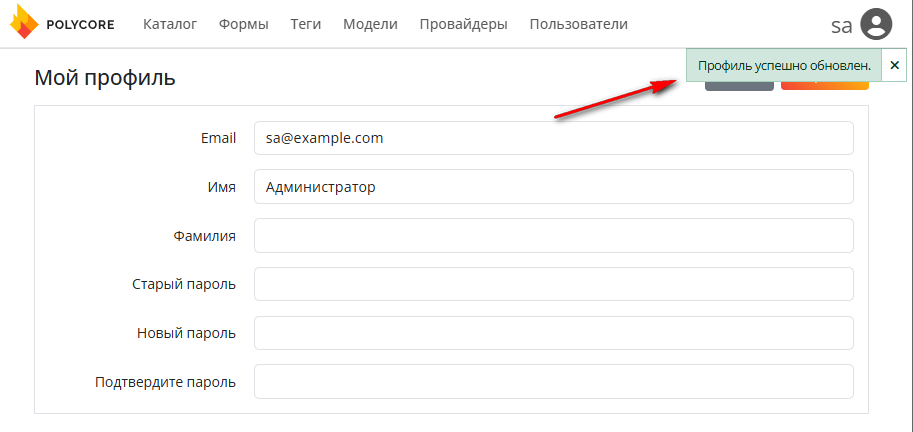 POLYCORE Каталог Формы Теги Модели Провайдеры Пользователи sa
Профиль успешно обновлен. ×
Мой профиль
Email sa@example.com
Имя Администратор
Фамилия
Старый пароль
Новый пароль
Подтвердите пароль